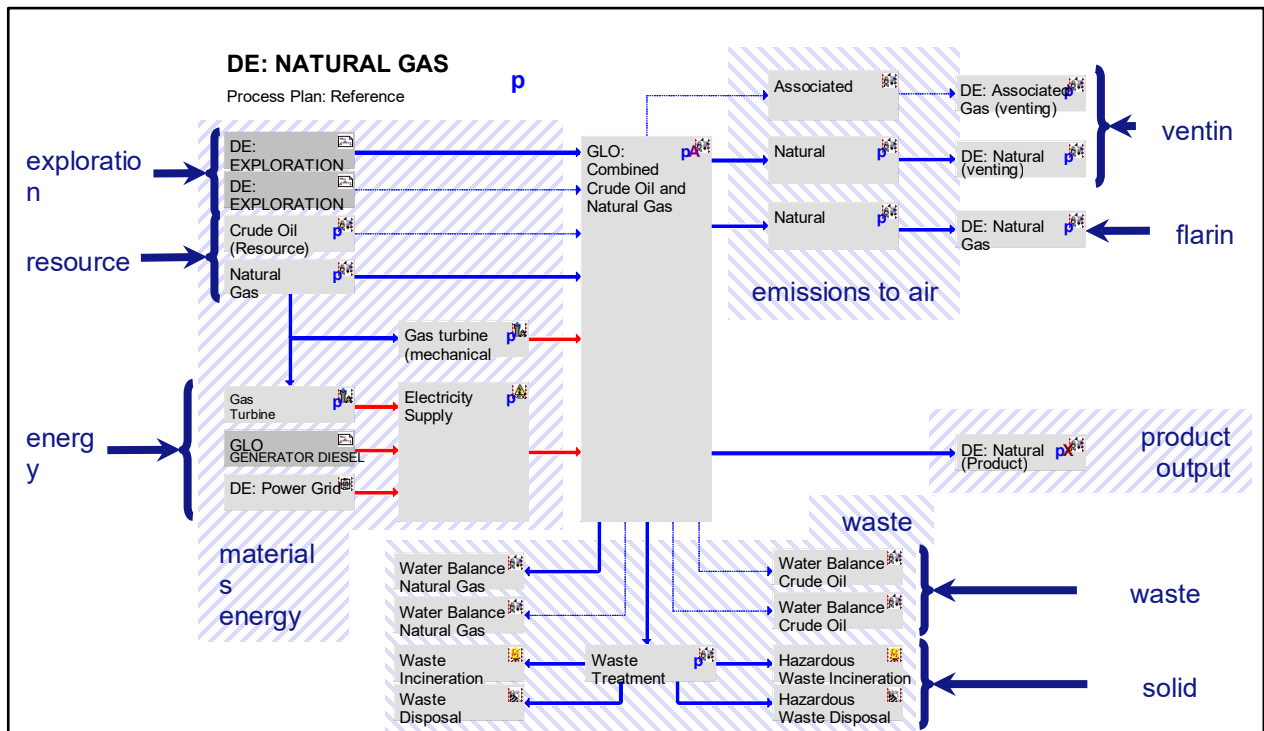 DE: NATURAL GAS
p
Process Plan: Reference
exploratio
n
resource
energ
y
DE:
EXPLORATION
DE:
EXPLORATION
Crude Oil p
(Resource)
Natural p
Gas
Gas turbine p
(mechanical
Gas p
Turbine
GLO
GENERATOR DIESEL
DE: Power Grid
Electricity p
Supply
material
s
energy
GLO: pA
Combined
Crude Oil and
Natural Gas
Associated
Natural p
Natural p
emissions to air
DE: Associated
Gas (venting) p
DE: Natural p
(venting)
DE: Natural p
Gas
ventin
flarin
DE: Natural pX
(Product)
product
output
waste
Water Balance
Natural Gas
Water Balance
Natural Gas
Waste
Incineration
Waste
Disposal
Waste p
Treatment
Water Balance
Crude Oil
Water Balance
Crude Oil
Hazardous
Waste Incineration
Hazardous
Waste Disposal
waste
solid